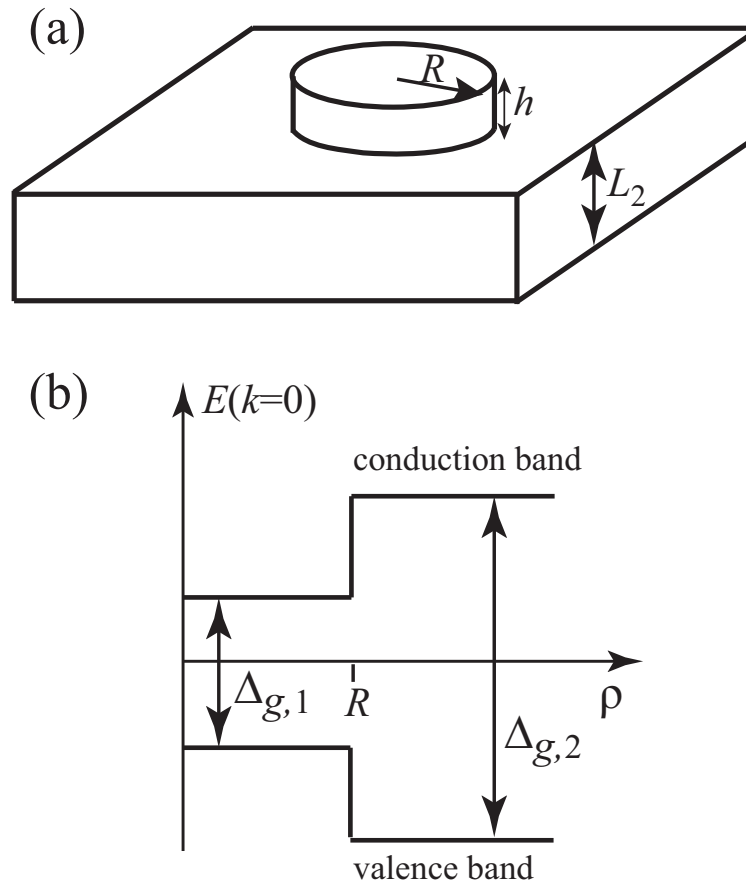 (a)
R
h
L2
(b)
E(k=0)
conduction band
Δg,1
R
ρ
Δg,2
valence band